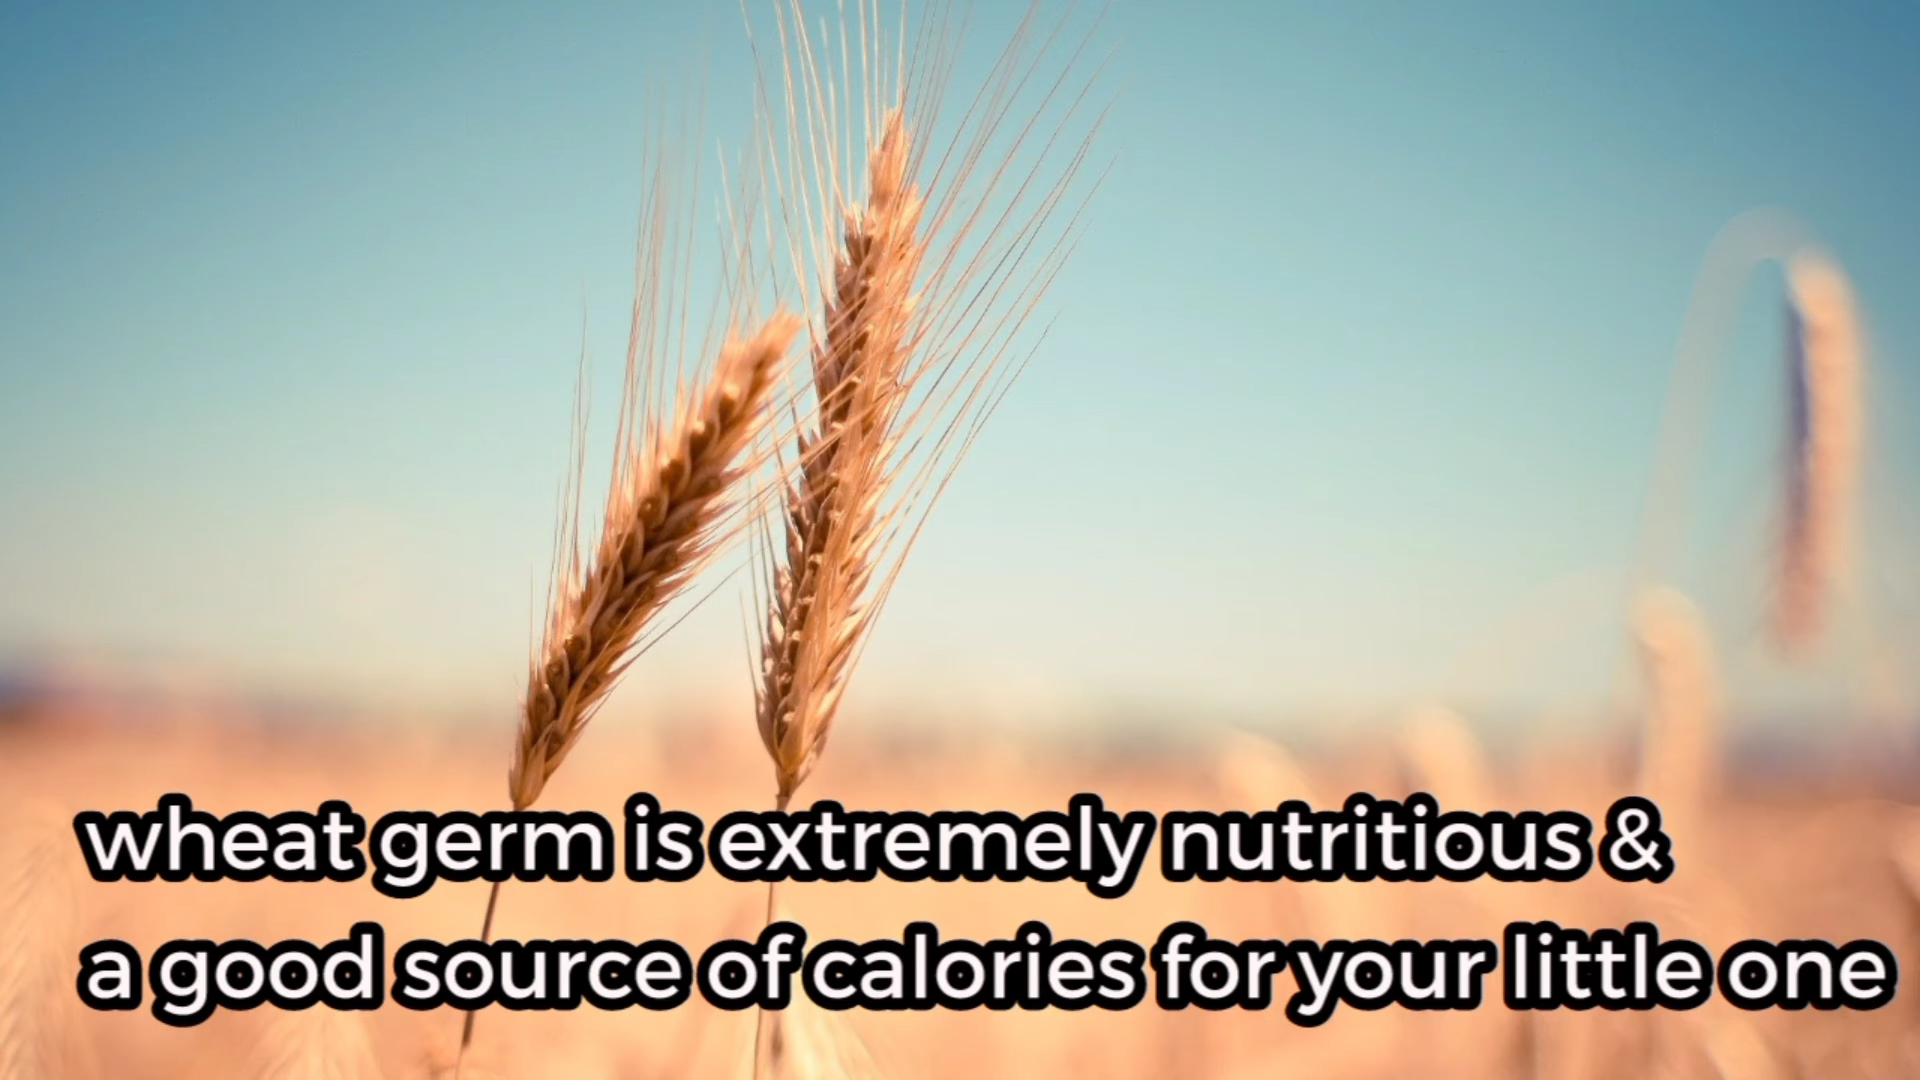 wheat germ is extremely nutritious &
a good source of calories for your little one